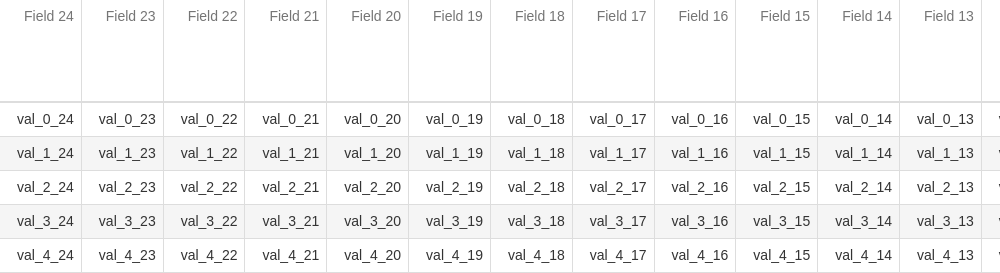 Field 24 Field 23 Field 22 Field 21 Field 20 Field 19 Field 18 Field 17 Field 16 Field 15 Field 14 Field 13
val_0_24 val_0_23 val_0_22 val_0_21 val_0_20 val_0_19 val_0_18 val_0_17 val_0_16 val_0_15 val_0_14 val_0_13
val_1_24 val_1_23 val_1_22 val_1_21 val_1_20 val_1_19 val_1_18 val_1_17 val_1_16 val_1_15 val_1_14 val_1_13
val_2_24 val_2_23 val_2_22 val_2_21 val_2_20 val_2_19 val_2_18 val_2_17 val_2_16 val_2_15 val_2_14 val_2_13
val_3_24 val_3_23 val_3_22 val_3_21 val_3_20 val_3_19 val_3_18 val_3_17 val_3_16 val_3_15 val_3_14 val_3_13
val_4_24 val_4_23 val_4_22 val_4_21 val_4_20 val_4_19 val_4_18 val_4_17 val_4_16 val_4_15 val_4_14 val_4_13